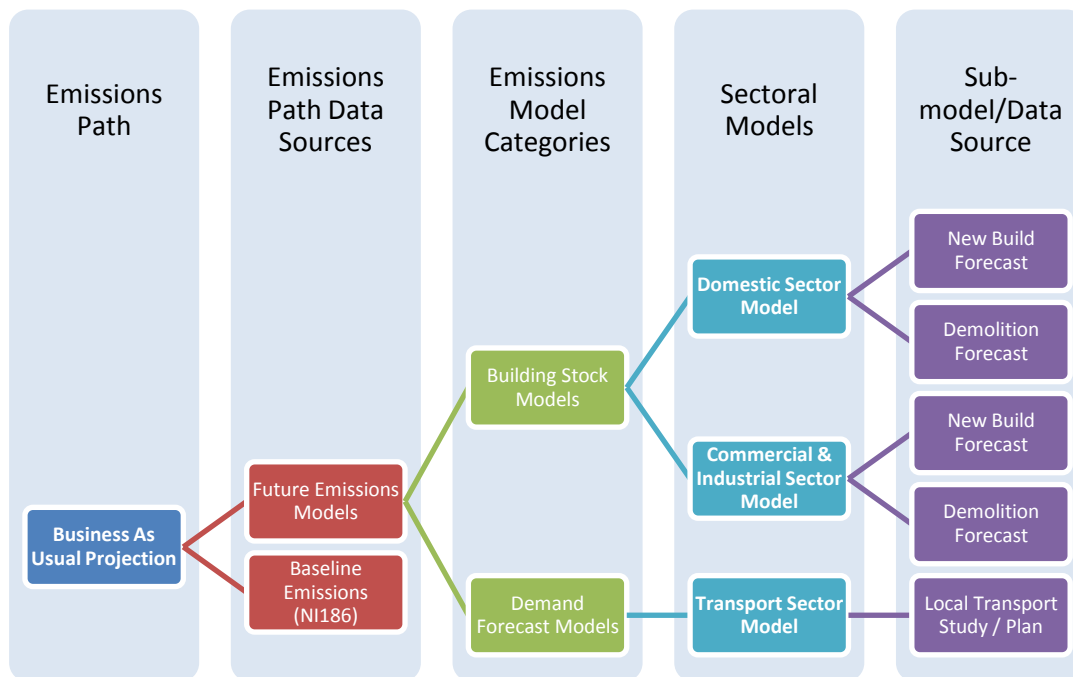 Emissions
Path
Emissions
Path Data
Sources
Emissions
Model
Categories
Sectoral
Models
Sub-
model/Data
Source
Business As
Usual Projection
Future Emissions
Models
Baseline
Emissions
(NI186)
Building Stock
Models
Demand
Forecast Models
Domestic Sector
Model
Commercial &
Industrial Sector
Model
Transport Sector
Model
New Build
Forecast
Demolition
Forecast
New Build
Forecast
Demolition
Forecast
Local Transport
Study / Plan